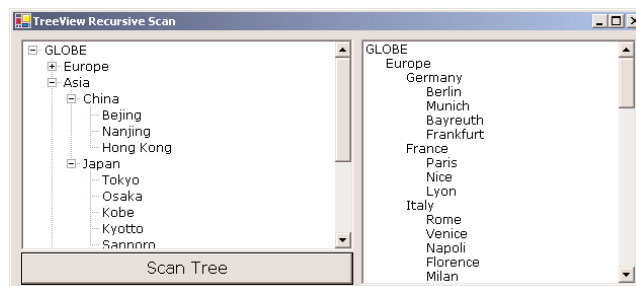 TreeView Recursive Scan
GLOBE
Europe
Asia
China
Bejing
Nanjing
Hong Kong
Japan
Tokyo
Osaka
Kobe
Kyotto
Sannoro
Scan Tree
GLOBE
Europe
Germany
Berlin
Munich
Bayreuth
Frankfurt
France
Paris
Nice
Lyon
Italy
Rome
Venice
Napoli
Florence
Milan